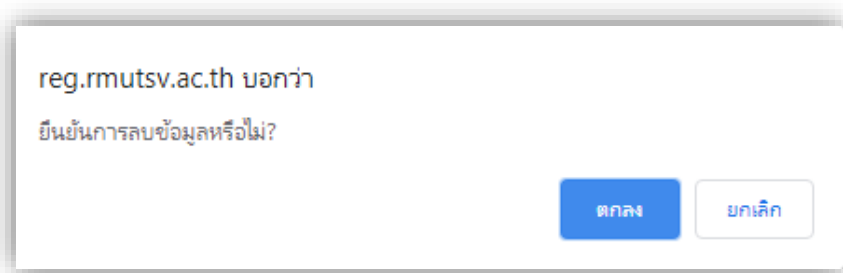 reg.rmutsv.ac.th บอกว่า
ยืนยันการลบข้อมูลหรือไม่?
ตกลง ยกเลิก